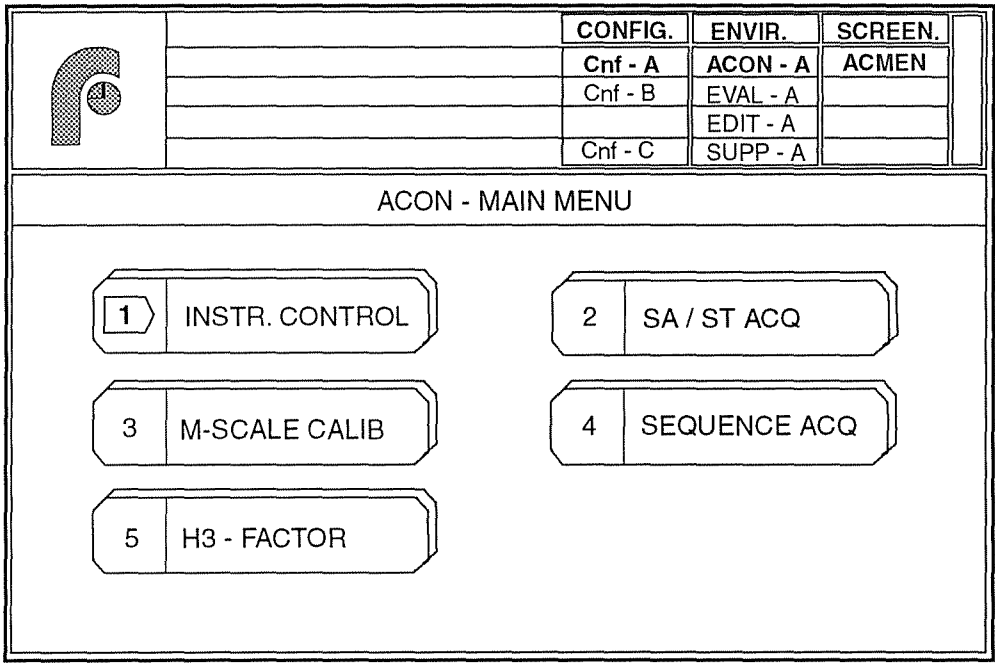 CONFIG. ENVIR. SCREEN.
Cnf - A ACON - A ACMEN
Cnf - B EVAL - A
EDIT - A
Cnf - C SUPP - A
ACON - MAIN MENU
1 INSTR. CONTROL 2 SA / ST ACQ
3 M-SCALE CALIB 4 SEQUENCE ACQ
5 H3 - FACTOR